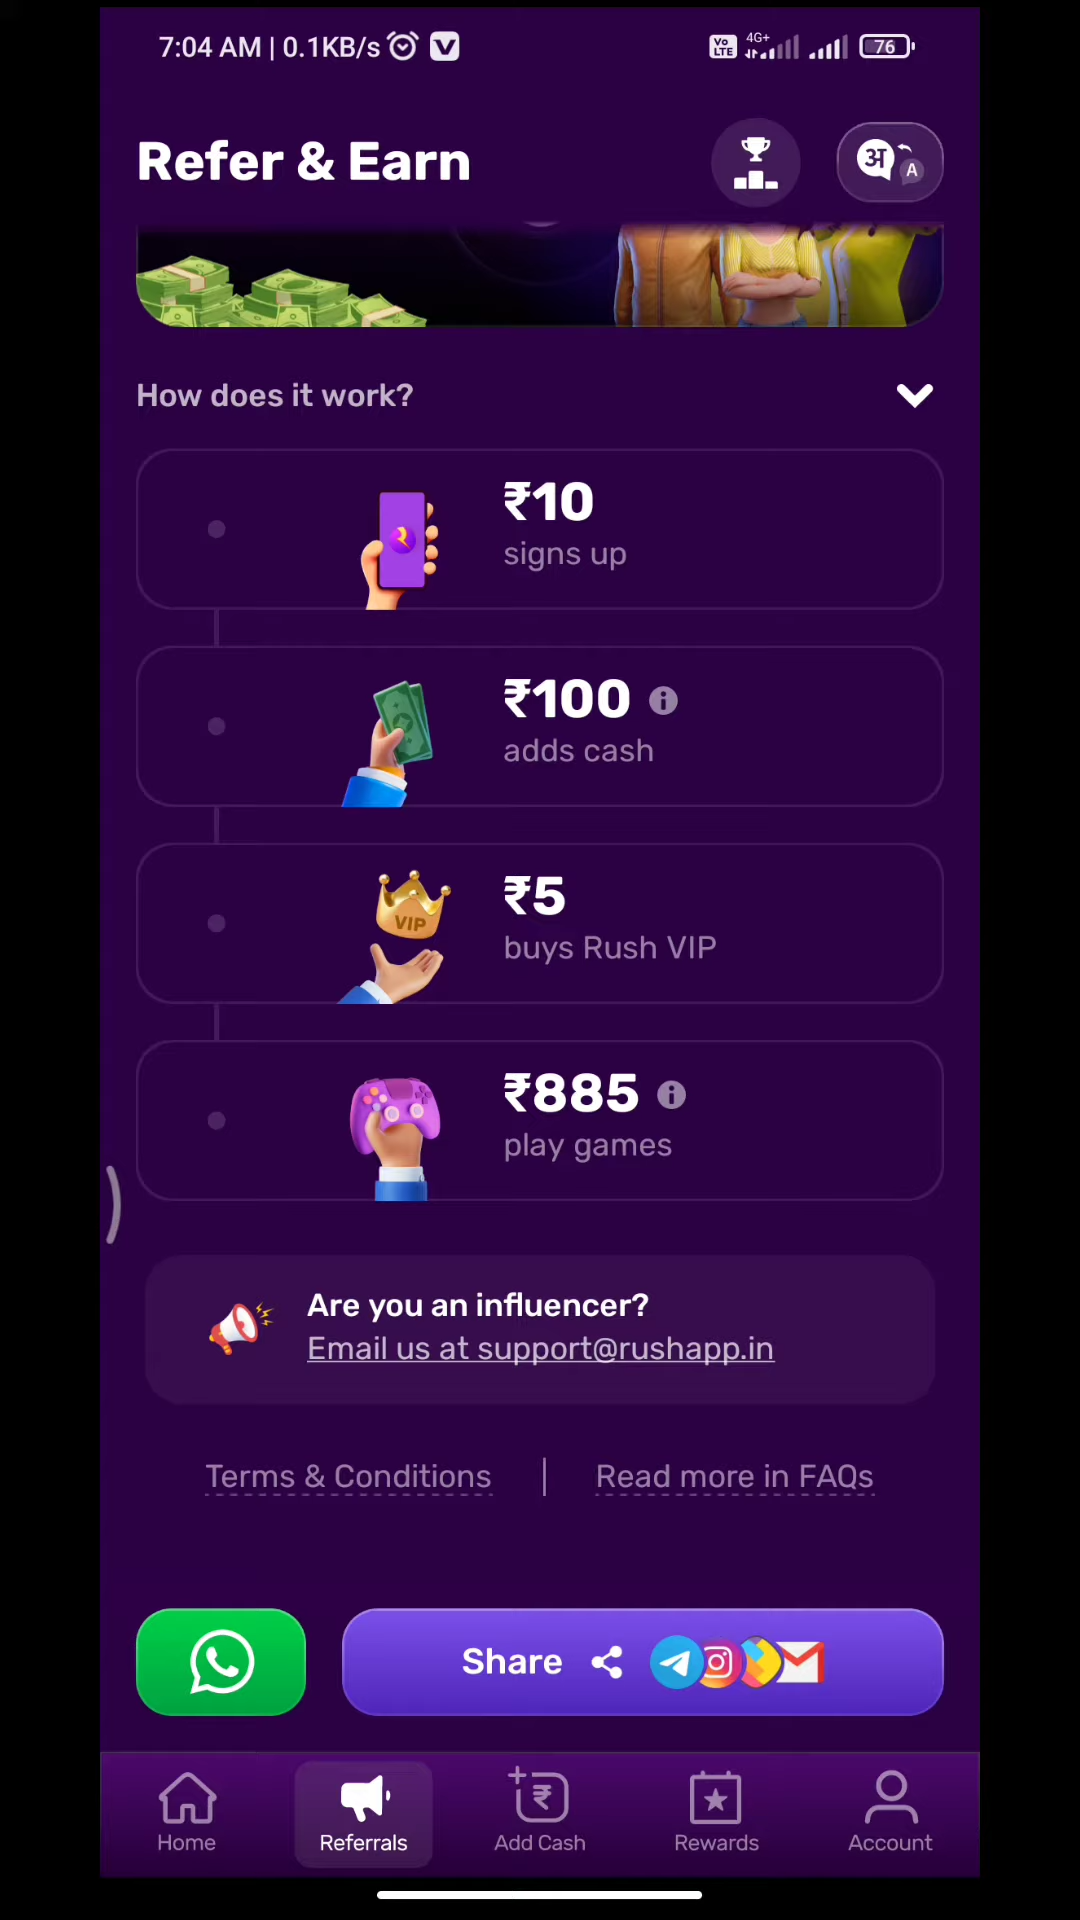 7:04 AM | 0.1KB/s
Vo LTE 4G+ 76
Refer & Earn
अ A
How does it work?
₹10
signs up
₹100
adds cash
VIP
₹5
buys Rush VIP
₹885
play games
Are you an influencer?
Email us at support@rushapp.in
Terms & Conditions | Read more in FAQs
Share
Home
Referrals
Add Cash
Rewards
Account